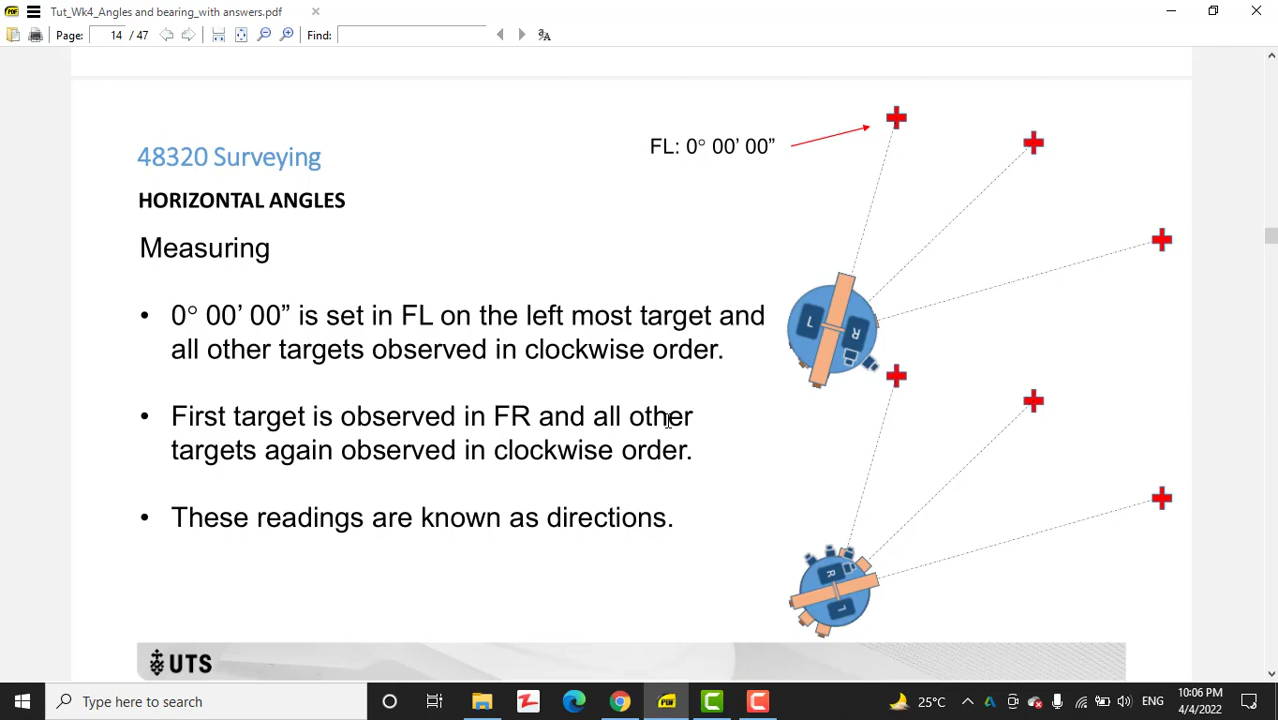 Tut_Wk4_Angles and bearing_with answers.pdf
Page: 14 / 47
Find:
FL: 0° 00' 00”
48320 Surveying
HORIZONTAL ANGLES
Measuring
• 0° 00' 00” is set in FL on the left most target and
all other targets observed in clockwise order.
• First target is observed in FR and all other
targets again observed in clockwise order.
• These readings are known as directions.
L
R
R
L
UTS
Type here to search
25°C
ENG
10:06 PM
4/4/2022